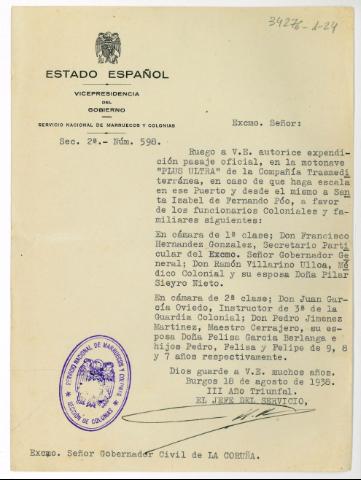 34276-1-24
ESTADO ESPAÑOL
VICEPRESIDENCIA
DEL
GOBIERNO
SERVICIO NACIONAL DE MARRUECOS Y COLONIAS
Sec. 2ª.- Núm. 598.
Excmo. Señor:
Ruego a V.E. autorice expendi-
ción pasaje oficial, en la motonave
"PLUS ULTRA" de la Compañía Trasmedi
terránea, en caso de que haga escala
en ese Puerto y desde el mismo a San
ta Isabel de Fernando Póo, a favor
de los funcionarios Coloniales y fa-
miliares siguientes:
En cámara de 1ª clase; Don Francisco
Hernandez Gonzalez, Secretario Parti
cular del Excmo. Señor Gobernador Ge
neral; Don Ramón Villarino Ulloa, Mé
dico Colonial y su esposa Doña Pilar
Sieyro Nieto.
En cámara de 2ª clase; Don Juan Gar-
cía Oviedo, Instructor de 3ª de la
Guardia Colonial; Don Pedro Jimenez
Martinez, Maestro Cerrajero, su es-
posa Doña Felisa Garcia Berlanga e
hijos Pedro, Felisa y Felipe de 9, 8
y 7 años respectivamente.
Dios guarde a V.E. muchos años.
Burgos 18 de agosto de 1938.
III Año Triunfal.
EL JEFE DEL SERVICIO,
SERVICIO NACIONAL DE MARRUECOS Y COLONIAS
SECCION DE COLONIAS
Excmo. Señor Gobernador Civil de LA CORUÑA.